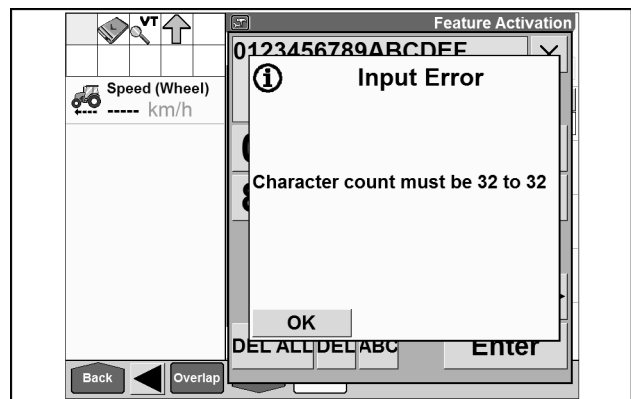 VT
Feature Activation
0123456789ABCDEF
Input Error
Speed (Wheel)
----- km/h
Character count must be 32 to 32
OK
DEL ALL DEL ABC Enter
Back Overlap